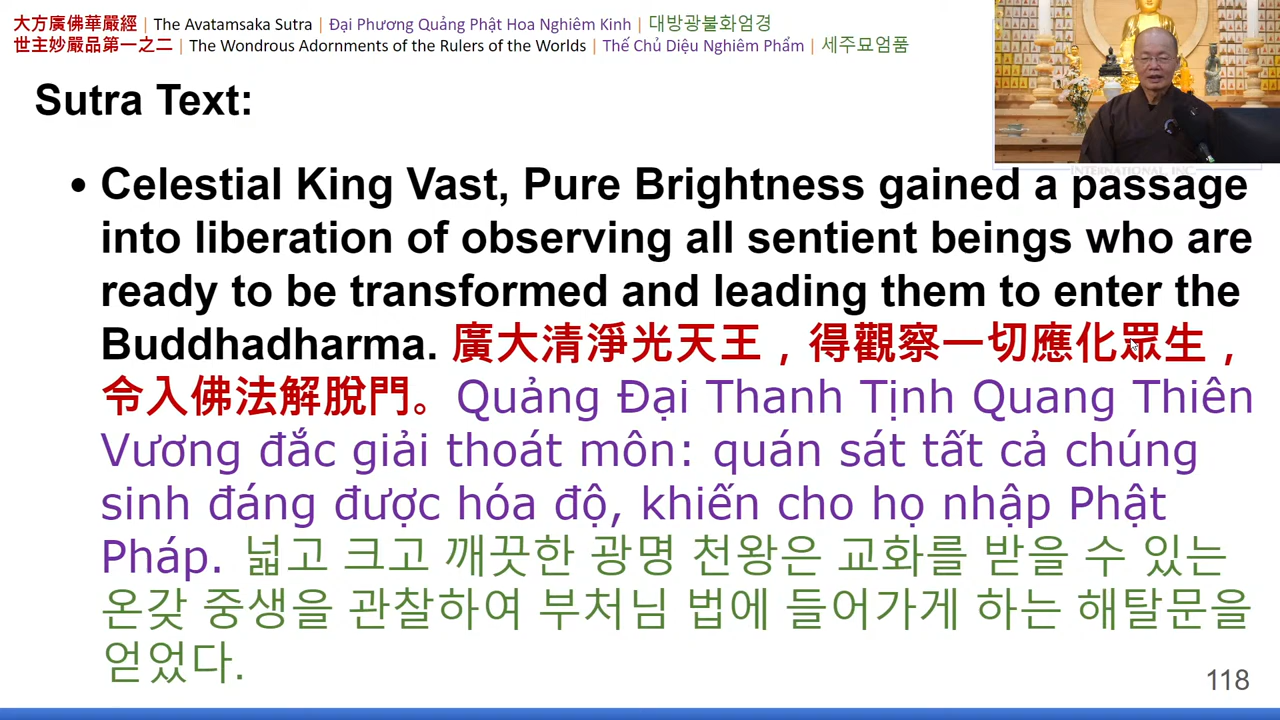 大方廣佛華嚴經 | The Avatamsaka Sutra | Đại Phương Quảng Phật Hoa Nghiêm Kinh | 대방광불화엄경
世主妙嚴品第一之二 | The Wondrous Adornments of the Rulers of the Worlds | Thế Chủ Diệu Nghiêm Phẩm | 세주묘엄품
Sutra Text:
• Celestial King Vast, Pure Brightness gained a passage
into liberation of observing all sentient beings who are
ready to be transformed and leading them to enter the
Buddhadharma. 廣大清淨光天王，得觀察一切應化眾生，
令入佛法解脫門。Quảng Đại Thanh Tịnh Quang Thiên
Vương đắc giải thoát môn: quán sát tất cả chúng
sinh đáng được hóa độ, khiến cho họ nhập Phật
Pháp. 넓고 크고 깨끗한 광명 천왕은 교화를 받을 수 있는
온갖 중생을 관찰하여 부처님 법에 들어가게 하는 해탈문을
얻었다.
INTERNATIONAL, INC.
118